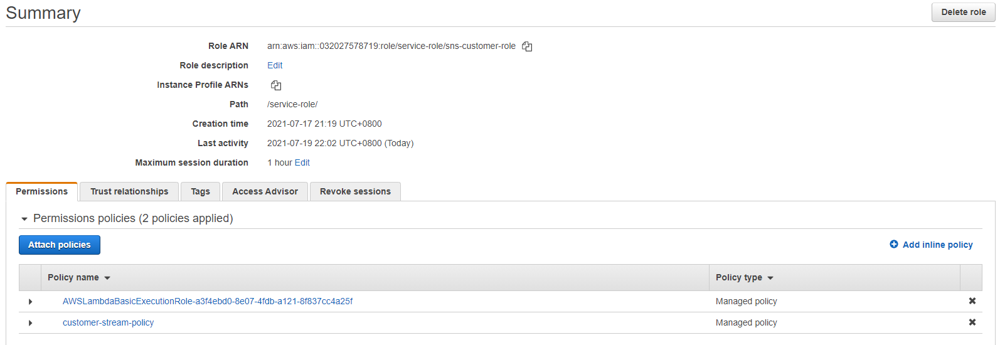 Summary
Delete role
Role ARN arn:aws:iam::032027578719:role/service-role/sns-customer-role
Role description Edit
Instance Profile ARNs
Path /service-role/
Creation time 2021-07-17 21:19 UTC+0800
Last activity 2021-07-19 22:02 UTC+0800 (Today)
Maximum session duration 1 hour Edit
Permissions Trust relationships Tags Access Advisor Revoke sessions
Permissions policies (2 policies applied)
Attach policies Add inline policy
Policy name Policy type
AWSLambdaBasicExecutionRole-a3f4ebd0-8e07-4fdb-a121-8f837cc4a25f Managed policy
customer-stream-policy Managed policy